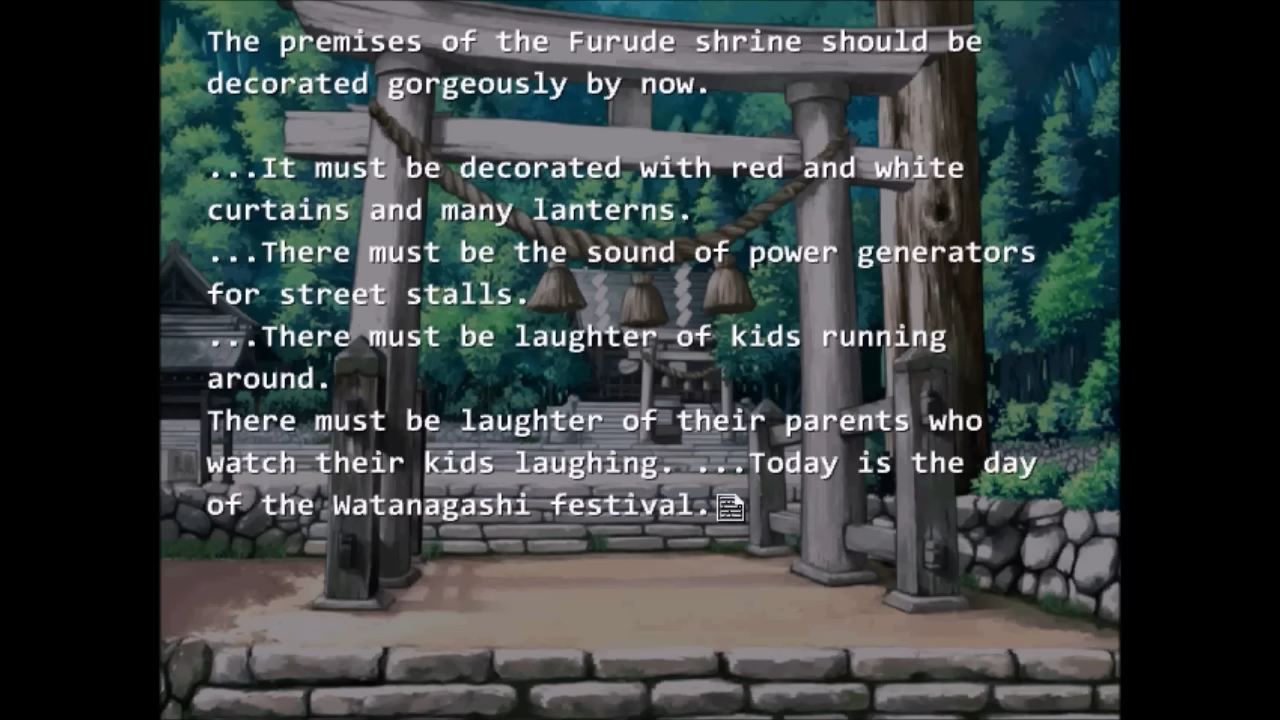 The premises of the Furude shrine should be
decorated gorgeously by now.
...It must be decorated with red and white
curtains and many lanterns.
...There must be the sound of power generators
for street stalls.
...There must be laughter of kids running
around.
There must be laughter of their parents who
watch their kids laughing. ...Today is the day
of the Watanagashi festival.